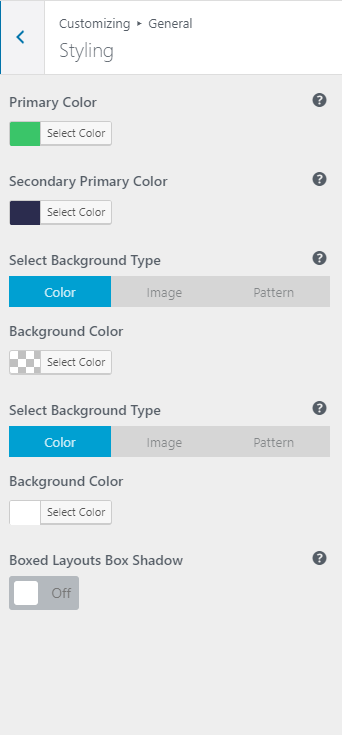 Customizing ▸ General
Styling
Primary Color ?
Select Color
Secondary Primary Color ?
Select Color
Select Background Type ?
Color Image Pattern
Background Color
Select Color
Select Background Type ?
Color Image Pattern
Background Color
Select Color
Boxed Layouts Box Shadow ?
Off